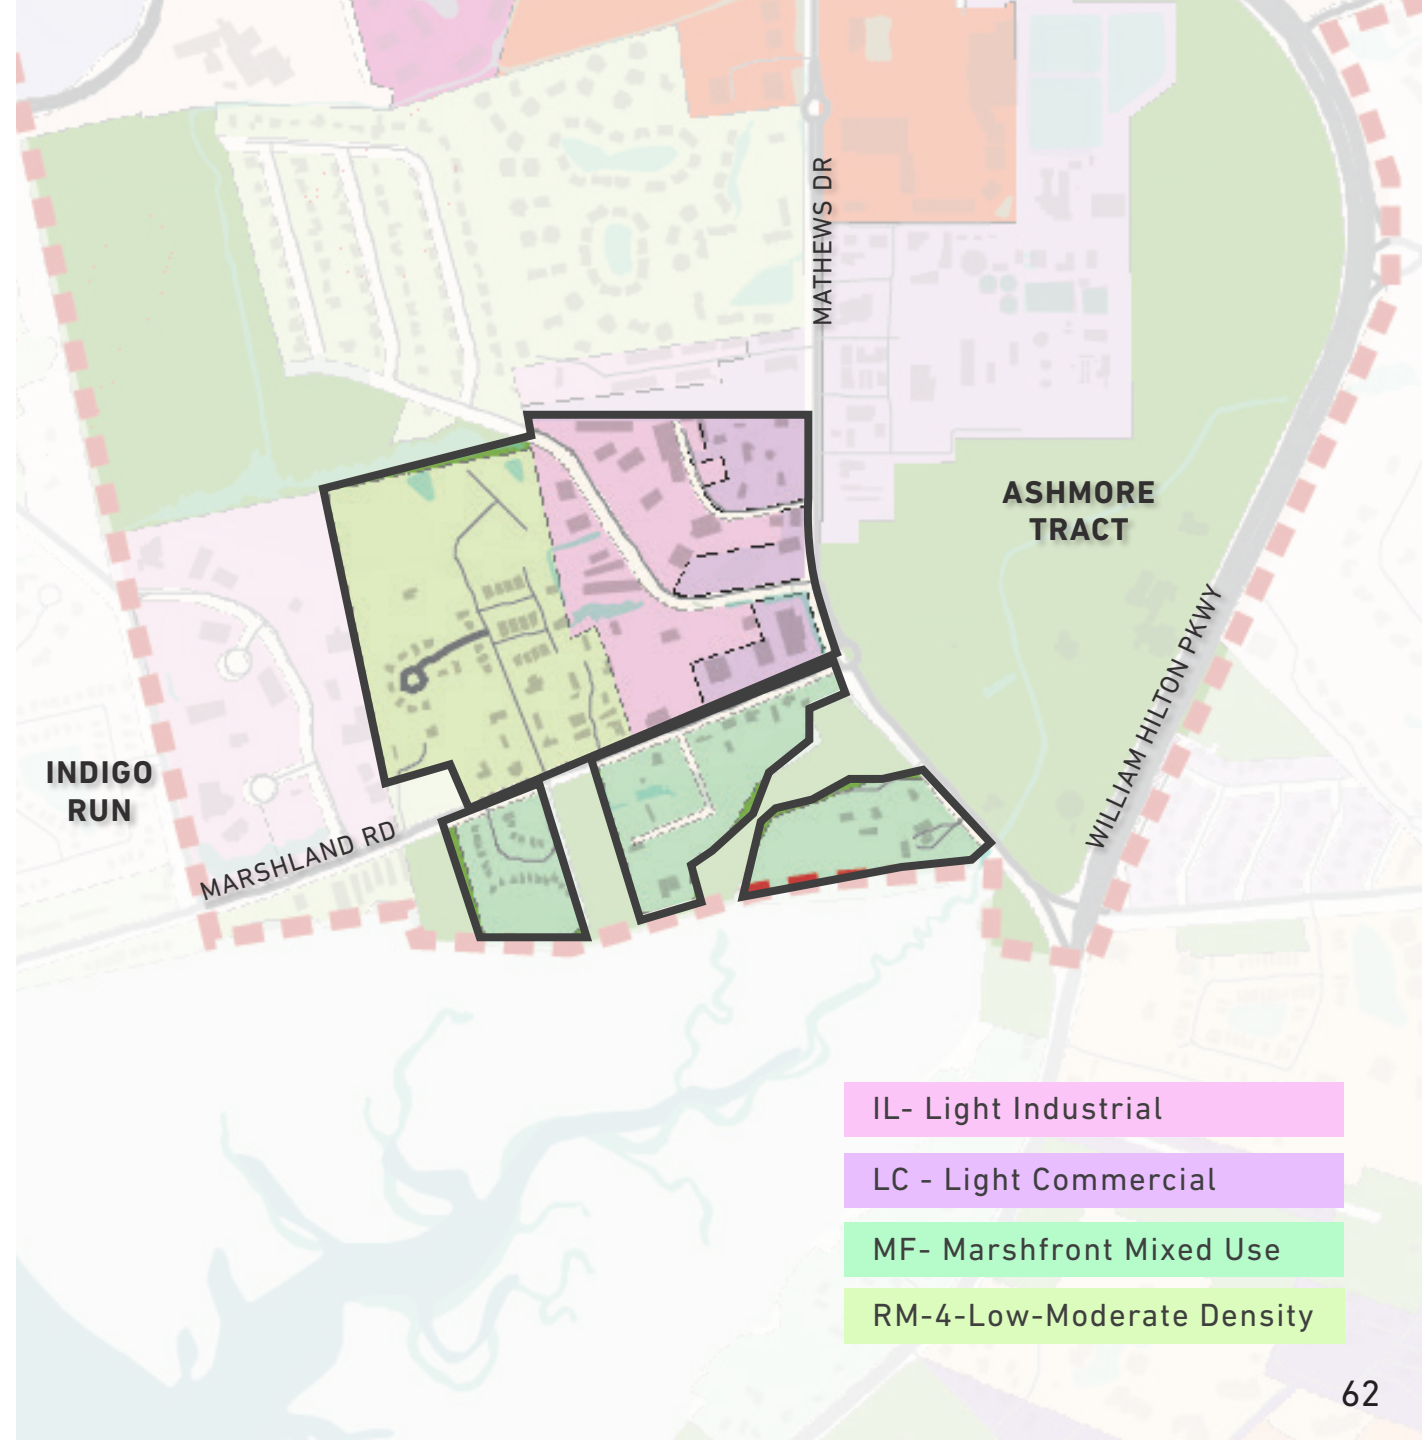 MATHEWS DR
ASHMORE
TRACT
WILLIAM HILTON PKWY
INDIGO
RUN
MARSHLAND RD
IL- Light Industrial
LC - Light Commercial
MF- Marshfront Mixed Use
RM-4-Low-Moderate Density
62